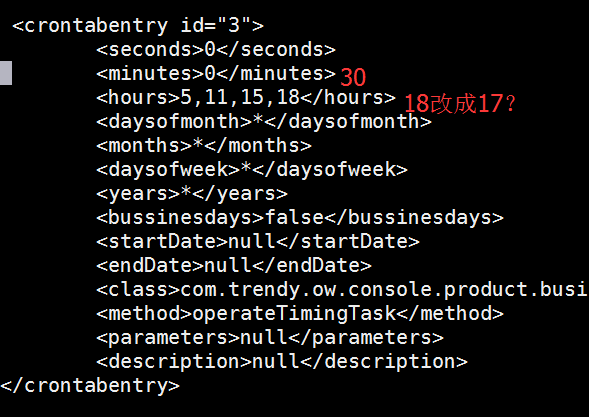 <crontabentry id="3">
<seconds>0</seconds>
<minutes>0</minutes> 30
<hours>5,11,15,18</hours> 18改成17?
<daysofmonth>*</daysofmonth>
<months>*</months>
<daysofweek>*</daysofweek>
<years>*</years>
<bussinesdays>false</bussinesdays>
<startDate>null</startDate>
<endDate>null</endDate>
<class>com.trendy.ow.console.product.busi
<method>operateTimingTask</method>
<parameters>null</parameters>
<description>null</description>
</crontabentry>